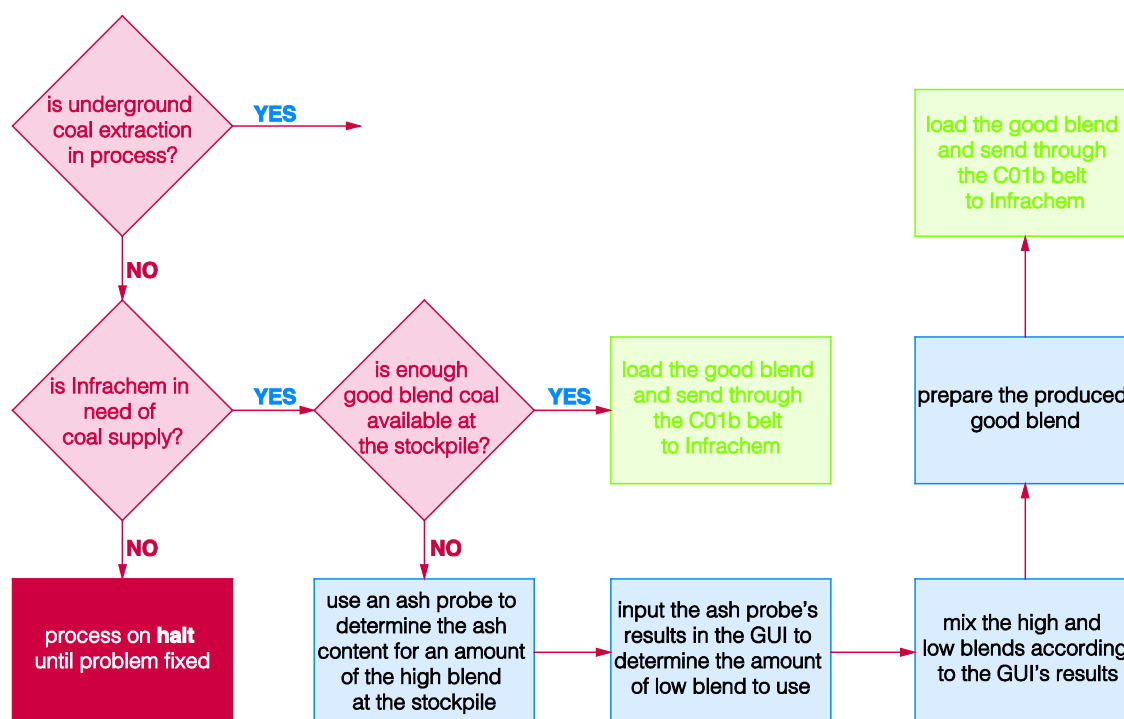 is underground
coal extraction
in process?
YES
load the good blend
and send through
the C01b belt
to Infrachem
NO
is Infrachem in
need of
coal supply?
YES
is enough
good blend coal
available at
the stockpile?
YES
load the good blend
and send through
the C01b belt
to Infrachem
prepare the produced
good blend
NO
NO
process on halt
until problem fixed
use an ash probe to
determine the ash
content for an amount
of the high blend
at the stockpile
input the ash probe's
results in the GUI to
determine the amount
of low blend to use
mix the high and
low blends according
to the GUI's results